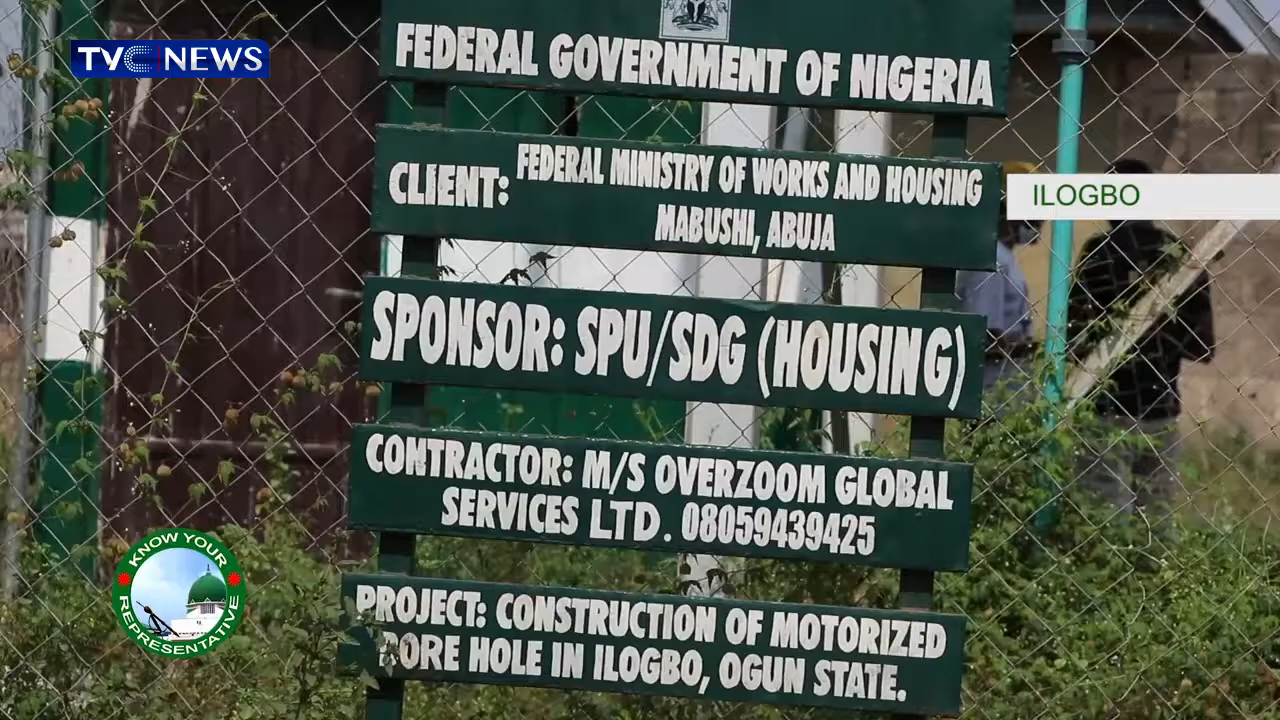 TVC NEWS
FEDERAL GOVERNMENT OF NIGERIA
CLIENT: FEDERAL MINISTRY OF WORKS AND HOUSING
MABUSHI, ABUJA
ILOGBO
SPONSOR: SPU/SDG (HOUSING)
CONTRACTOR: M/S OVERZOOM GLOBAL
SERVICES LTD. 08059439425
PROJECT: CONSTRUCTION OF MOTORIZED
BORE HOLE IN ILOGBO, OGUN STATE.
KNOW YOUR
REPRESENTATIVE